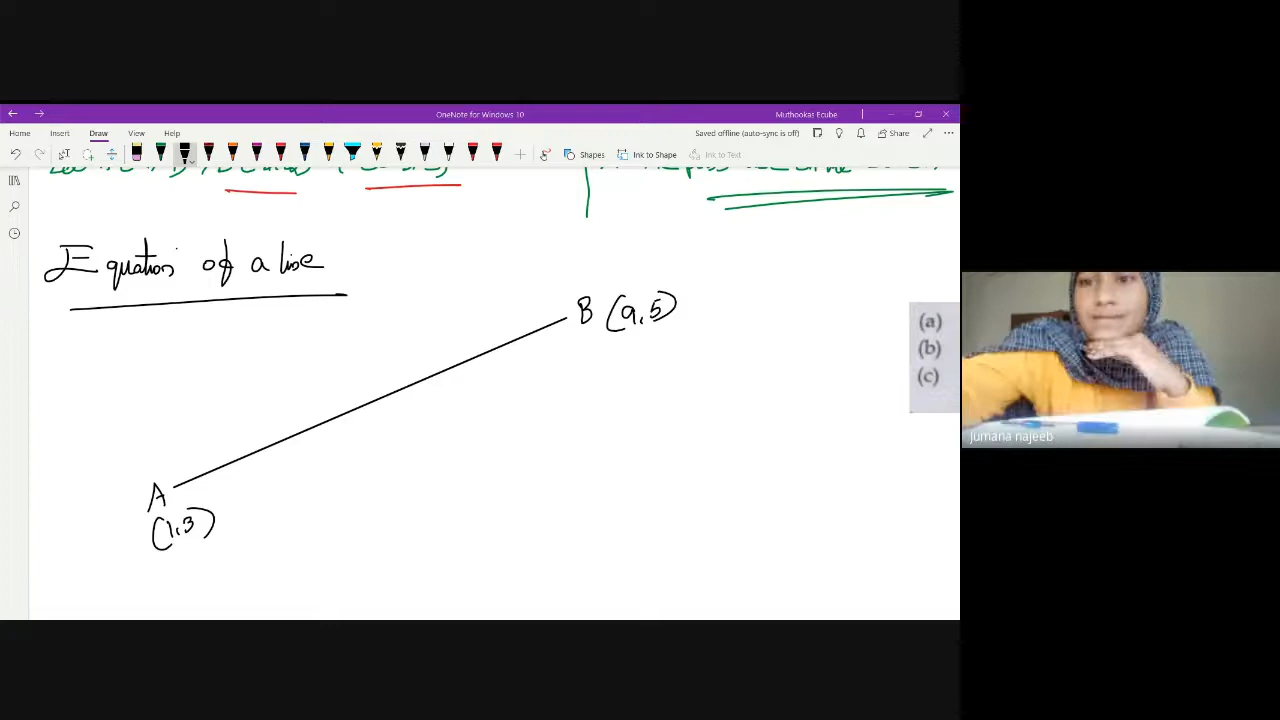 OneNote for Windows 10
Muthookas Ecube
Home Insert Draw View Help
Saved offline (auto-sync is off)
Share
Shapes
Ink to Shape
Ink to Text
Equation of a line
B (9,5)
A
(1,3)
(a)
(b)
(c)
Jumana najeeb